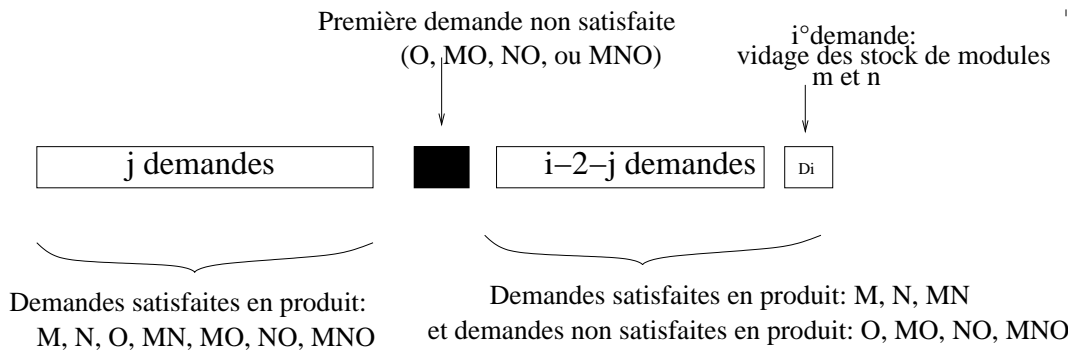 Première demande non satisfaite
(O, MO, NO, ou MNO)
i°demande:
vidage des stock de modules
m et n
j demandes
i−2−j demandes
Di
Demandes satisfaites en produit:
M, N, O, MN, MO, NO, MNO
Demandes satisfaites en produit: M, N, MN
et demandes non satisfaites en produit: O, MO, NO, MNO